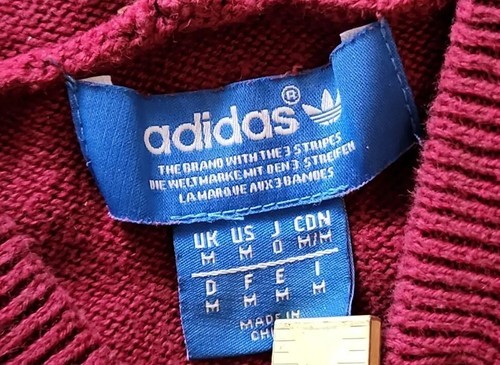 adidas®
THE BRAND WITH THE 3 STRIPES
DIE WELTMARKE MIT DEN 3 STREIFEN
LA MARQUE AUX 3 BANDES
UK US J CDN
M M O M/M
D F E I
M M M M
MADE IN